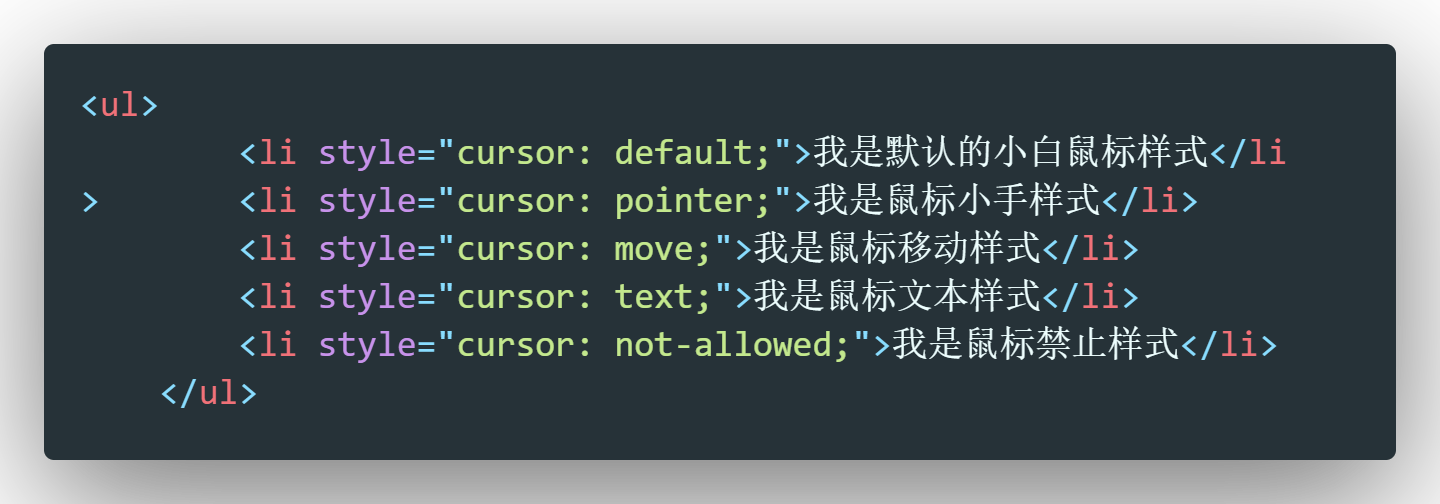 <ul>
        <li style="cursor: default;">我是默认的小白鼠标样式</li
>       <li style="cursor: pointer;">我是鼠标小手样式</li>
        <li style="cursor: move;">我是鼠标移动样式</li>
        <li style="cursor: text;">我是鼠标文本样式</li>
        <li style="cursor: not-allowed;">我是鼠标禁止样式</li>
    </ul>